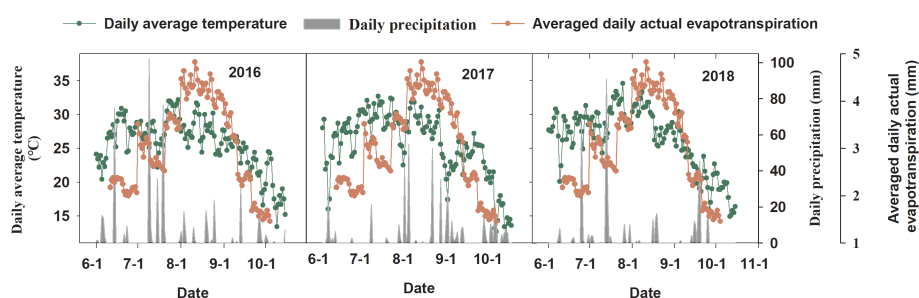 Daily average temperature Daily precipitation Averaged daily actual evapotranspiration
Daily average temperature
(°C)
35
30
25
20
15
2016
2017
2018
100
80
60
40
20
0
Daily precipitation (mm)
5
4
3
2
1
Averaged daily actual
evapotranspiration (mm)
6-1 7-1 8-1 9-1 10-1 6-1 7-1 8-1 9-1 10-1 6-1 7-1 8-1 9-1 10-1 11-1
Date Date Date